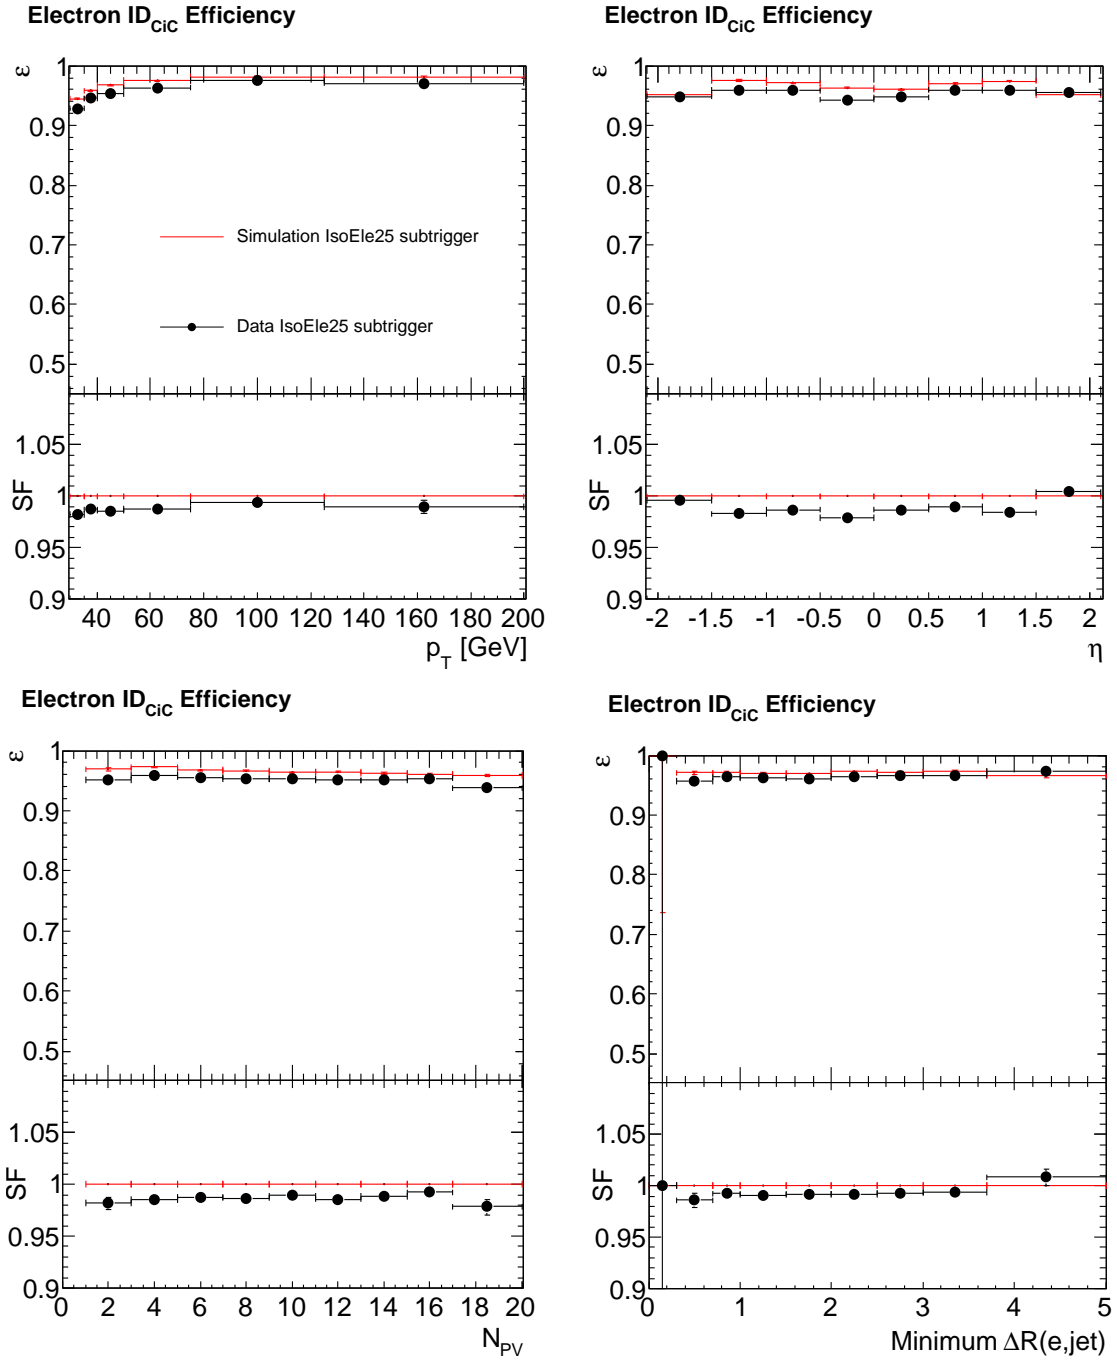 Electron ID_CiC Efficiency
ε
1
0.9
0.8
0.7
0.6
0.5
Simulation IsoEle25 subtrigger
Data IsoEle25 subtrigger
SF
1.05
1
0.95
0.9
40 60 80 100 120 140 160 180 200
p_T [GeV]
Electron ID_CiC Efficiency
ε
1
0.9
0.8
0.7
0.6
0.5
SF
1.05
1
0.95
0.9
-2 -1.5 -1 -0.5 0 0.5 1 1.5 2
η
Electron ID_CiC Efficiency
ε
1
0.9
0.8
0.7
0.6
0.5
SF
1.05
1
0.95
0.9
0 2 4 6 8 10 12 14 16 18 20
N_PV
Electron ID_CiC Efficiency
ε
1
0.9
0.8
0.7
0.6
0.5
SF
1.05
1
0.95
0.9
0 1 2 3 4 5
Minimum ΔR(e,jet)